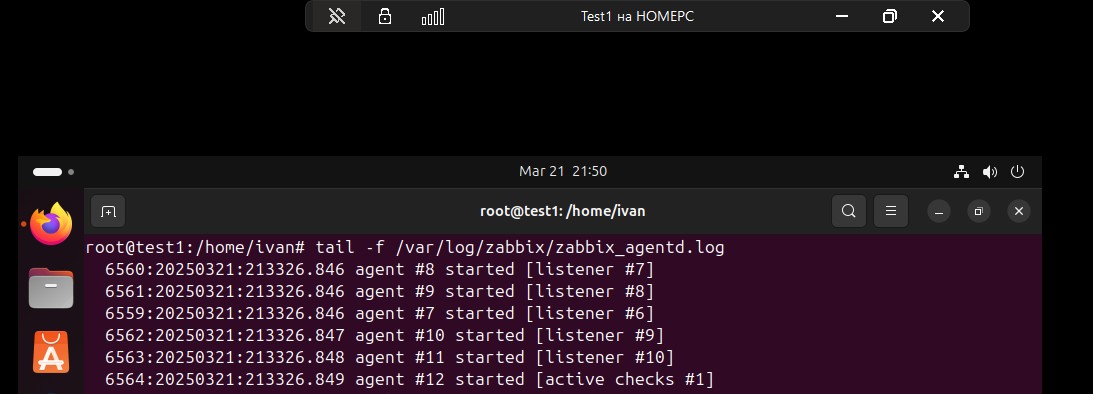 Test1 на HOMEPC
Mar 21 21:50
root@test1: /home/ivan
root@test1:/home/ivan# tail -f /var/log/zabbix/zabbix_agentd.log
6560:20250321:213326.846 agent #8 started [listener #7]
6561:20250321:213326.846 agent #9 started [listener #8]
6559:20250321:213326.846 agent #7 started [listener #6]
6562:20250321:213326.847 agent #10 started [listener #9]
6563:20250321:213326.848 agent #11 started [listener #10]
6564:20250321:213326.849 agent #12 started [active checks #1]